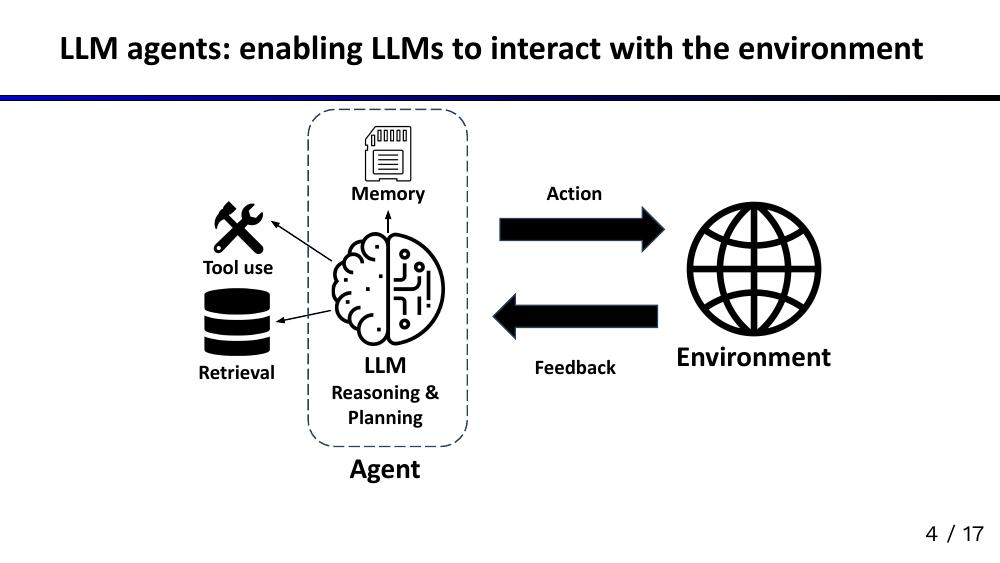 LLM agents: enabling LLMs to interact with the environment
Memory
Tool use
Retrieval
LLM
Reasoning &
Planning
Agent
Action
Feedback
Environment
4 / 17